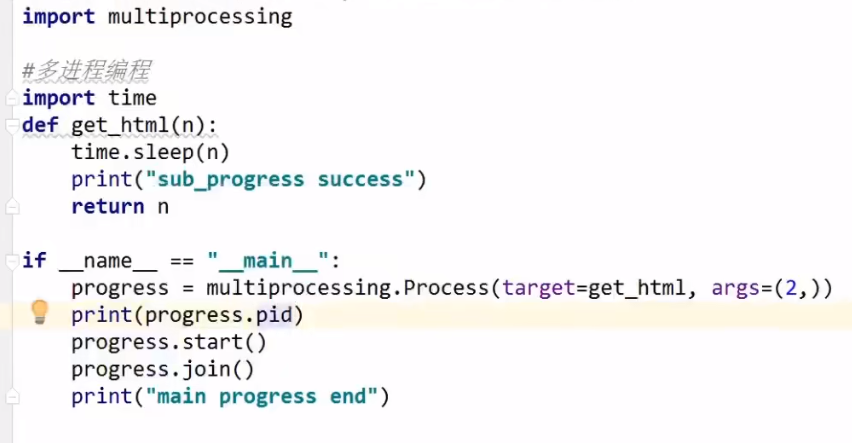 import multiprocessing
#多进程编程
import time
def get_html(n):
    time.sleep(n)
    print("sub_progress success")
    return n
if __name__ == "__main__":
    progress = multiprocessing.Process(target=get_html, args=(2,))
    print(progress.pid)
    progress.start()
    progress.join()
    print("main progress end")